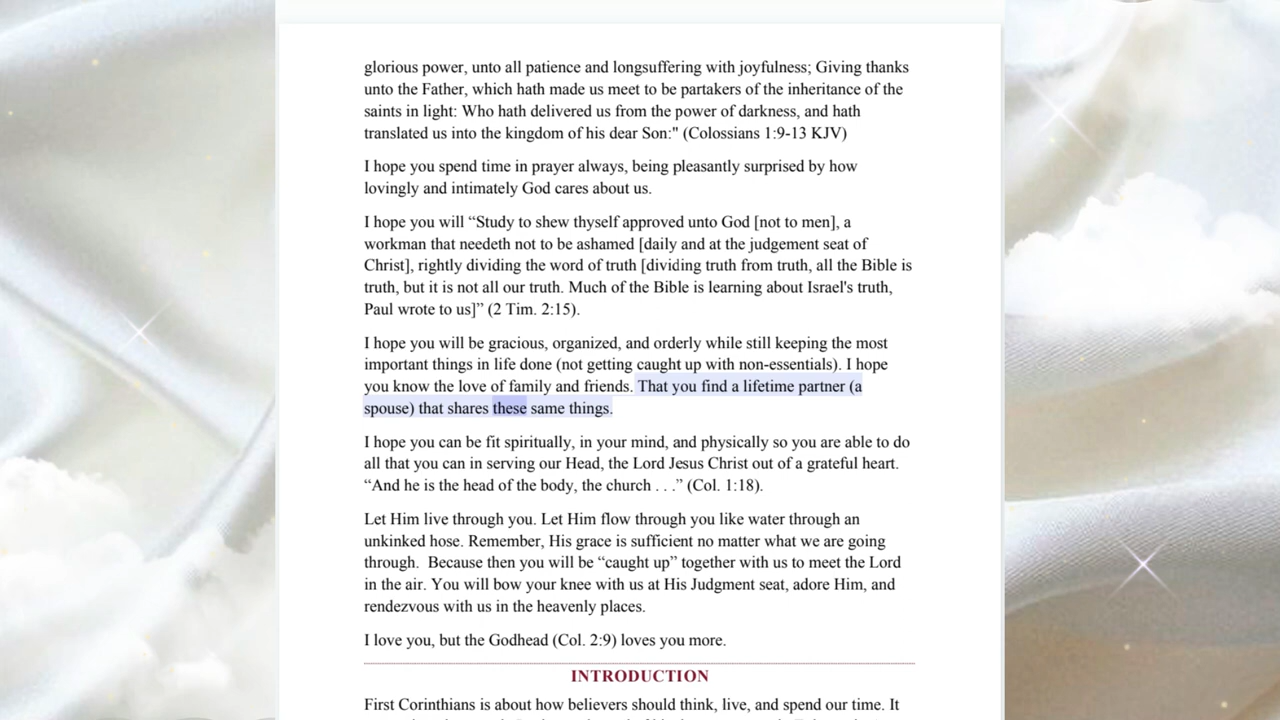 glorious power, unto all patience and longsuffering with joyfulness; Giving thanks
unto the Father, which hath made us meet to be partakers of the inheritance of the
saints in light: Who hath delivered us from the power of darkness, and hath
translated us into the kingdom of his dear Son:" (Colossians 1:9-13 KJV)
I hope you spend time in prayer always, being pleasantly surprised by how
lovingly and intimately God cares about us.
I hope you will “Study to shew thyself approved unto God [not to men], a
workman that needeth not to be ashamed [daily and at the judgement seat of
Christ], rightly dividing the word of truth [dividing truth from truth, all the Bible is
truth, but it is not all our truth. Much of the Bible is learning about Israel's truth,
Paul wrote to us]” (2 Tim. 2:15).
I hope you will be gracious, organized, and orderly while still keeping the most
important things in life done (not getting caught up with non-essentials). I hope
you know the love of family and friends. That you find a lifetime partner (a
spouse) that shares these same things.
I hope you can be fit spiritually, in your mind, and physically so you are able to do
all that you can in serving our Head, the Lord Jesus Christ out of a grateful heart.
“And he is the head of the body, the church . . .” (Col. 1:18).
Let Him live through you. Let Him flow through you like water through an
unkinked hose. Remember, His grace is sufficient no matter what we are going
through.  Because then you will be “caught up” together with us to meet the Lord
in the air. You will bow your knee with us at His Judgment seat, adore Him, and
rendezvous with us in the heavenly places.
I love you, but the Godhead (Col. 2:9) loves you more.
INTRODUCTION
First Corinthians is about how believers should think, live, and spend our time. It